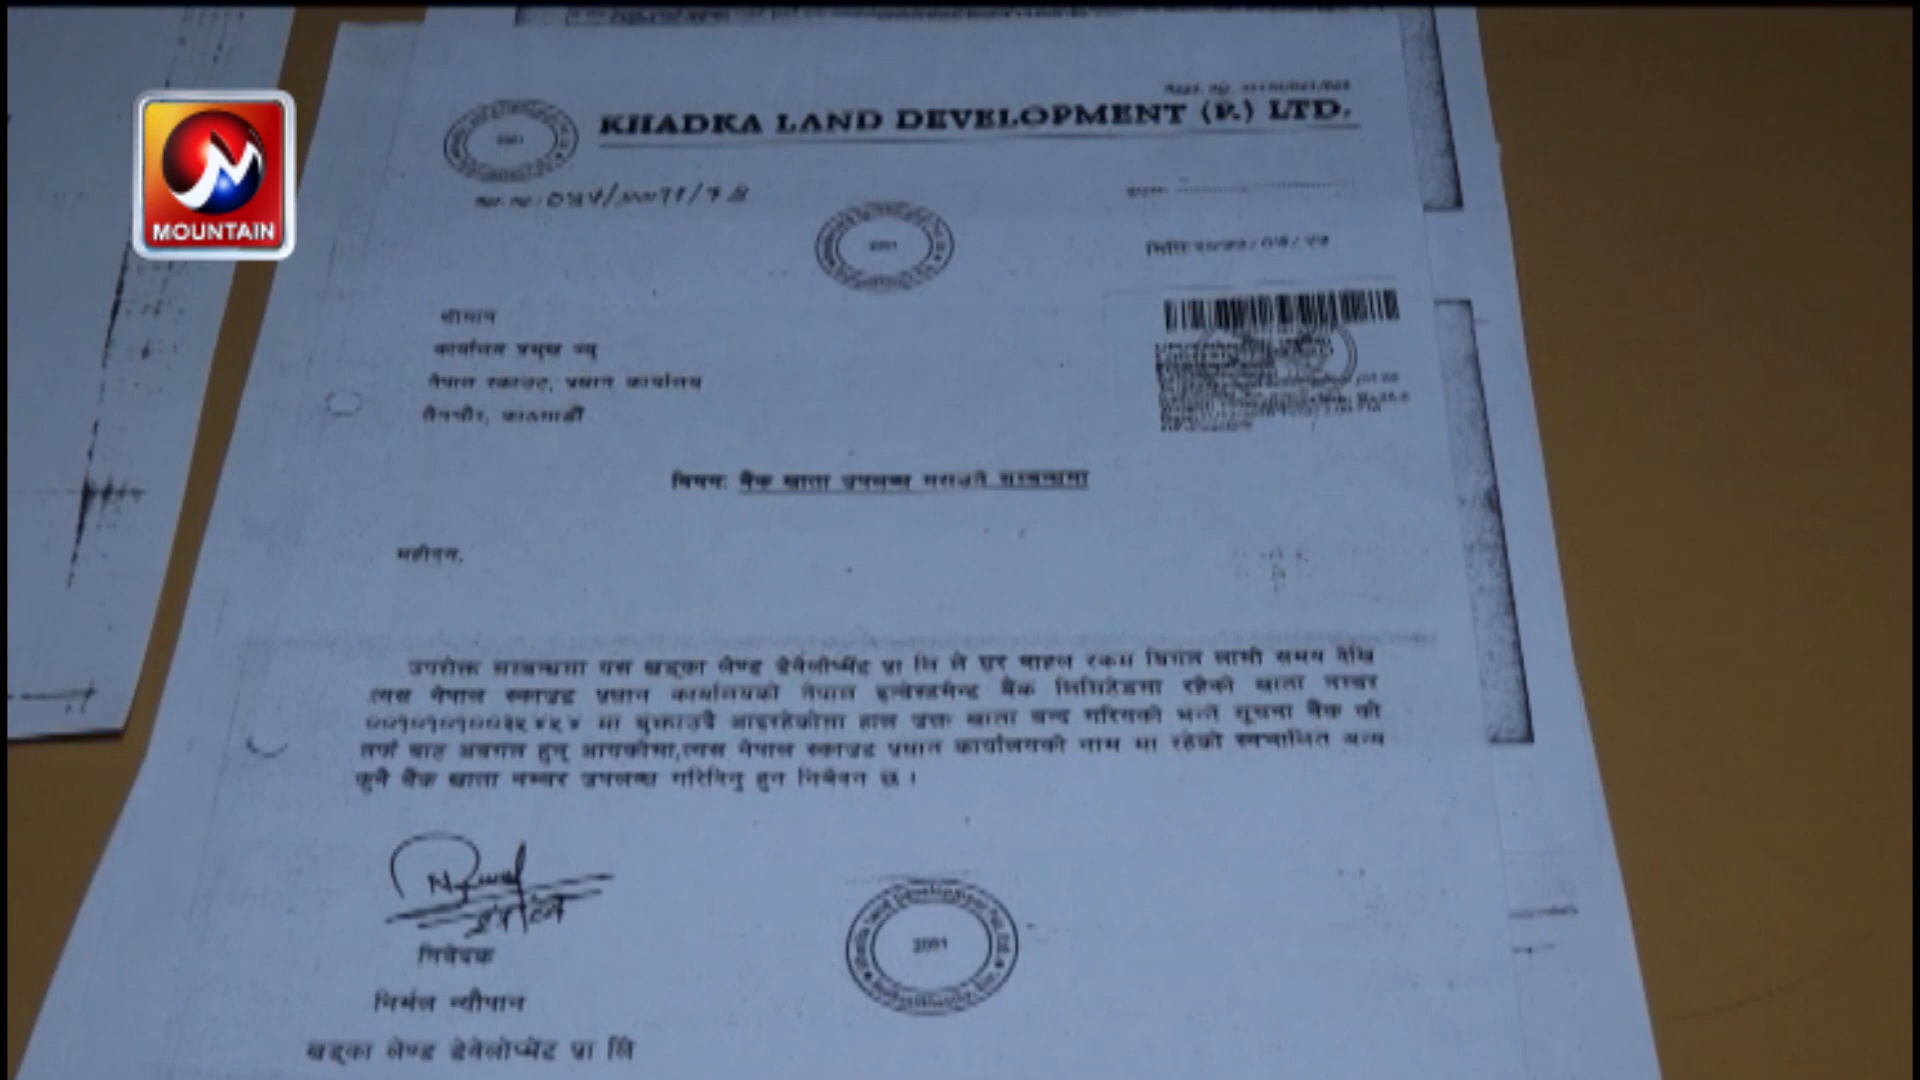 MOUNTAIN
KHADKA LAND DEVELOPMENT (P.) LTD.
श्रीमान
कार्यालय प्रमुख ज्यु
नेपाल स्काउट, प्रधान कार्यालय
लैनचौर, काठमाडौं
विषय: बैंक खाता उपलब्ध गराउने सम्बन्धमा
महोदय,
उपरोक्त सम्बन्धमा यस खड्का लेण्ड डेवेलोप्मेंट प्रा लि ले घर बाहल रकम विगत लामो समय देखि
त्यस नेपाल स्काउट प्रधान कार्यालयको नेपाल इन्वेस्टमेन्ट बैंक लिमिटेडमा रहेको खाता नम्बर
मा बुझाउदै आइरहेकोमा हाल उक्त खाता बन्द गरिएको भन्ने सूचना बैंक को
तर्फ बाट अवगत हुन् आयकोमा,त्यस नेपाल स्काउट प्रधान कार्यालयको नाम मा रहेको स्वचालित अन्य
कुनै बैंक खाता नम्बर उपलब्ध गरिदिनु हुन निवेदन छ ।
निवेदक
निर्मल न्यौपाने
खड्का लेण्ड डेवेलोप्मेंट प्रा लि